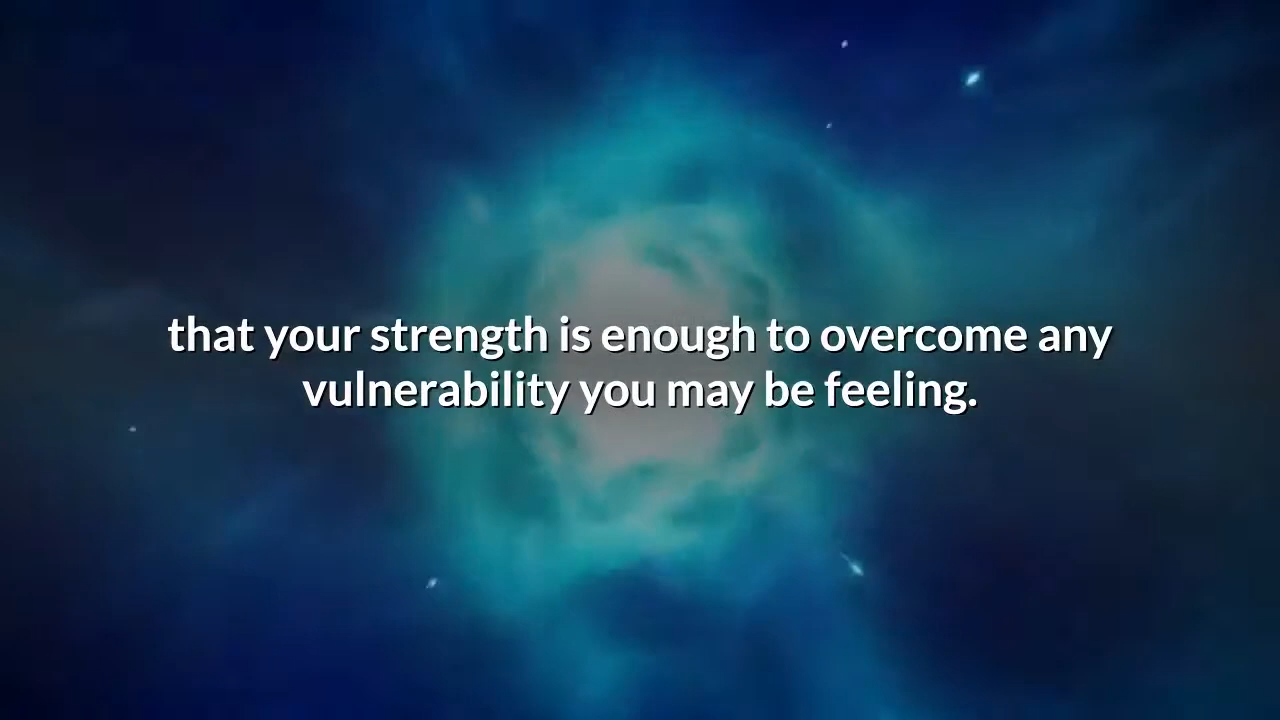 that your strength is enough to overcome any
vulnerability you may be feeling.